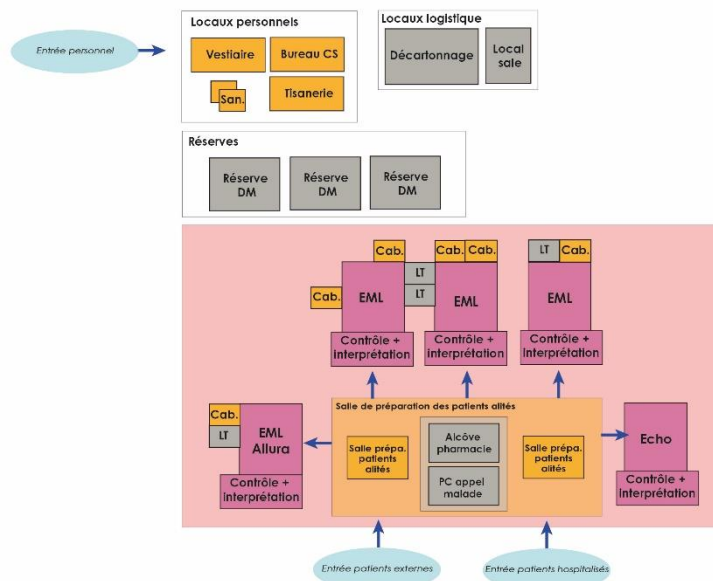 Locaux personnels
Locaux logistique
Entrée personnel
Vestiaire
Bureau CS
San.
Tisanerie
Décartonnage
Local
sale
Réserves
Réserve
DM
Réserve
DM
Réserve
DM
Cab.
Cab.
EML
LT
LT
Contrôle +
interprétation
Cab.
Cab.
EML
Contrôle +
interprétation
LT
Cab.
EML
Contrôle +
interprétation
Salle de préparation des patients alités
Cab.
LT
EML
Allura
Contrôle +
interprétation
Salle prépa.
patients
alités
Alcôve
pharmacie
PC appel
malade
Salle prépa.
patients
alités
Echo
Contrôle +
interprétation
Entrée patients externes
Entrée patients hospitalisés